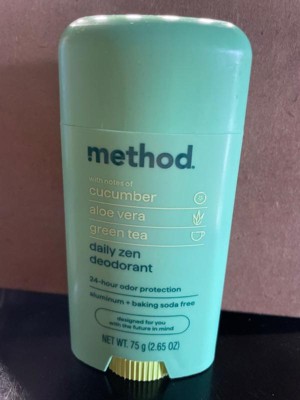 method.
with notes of
cucumber
aloe vera
green tea
daily zen
deodorant
24-hour odor protection
aluminum + baking soda free
designed for you
with the future in mind
NET WT. 75 g (2.65 OZ)